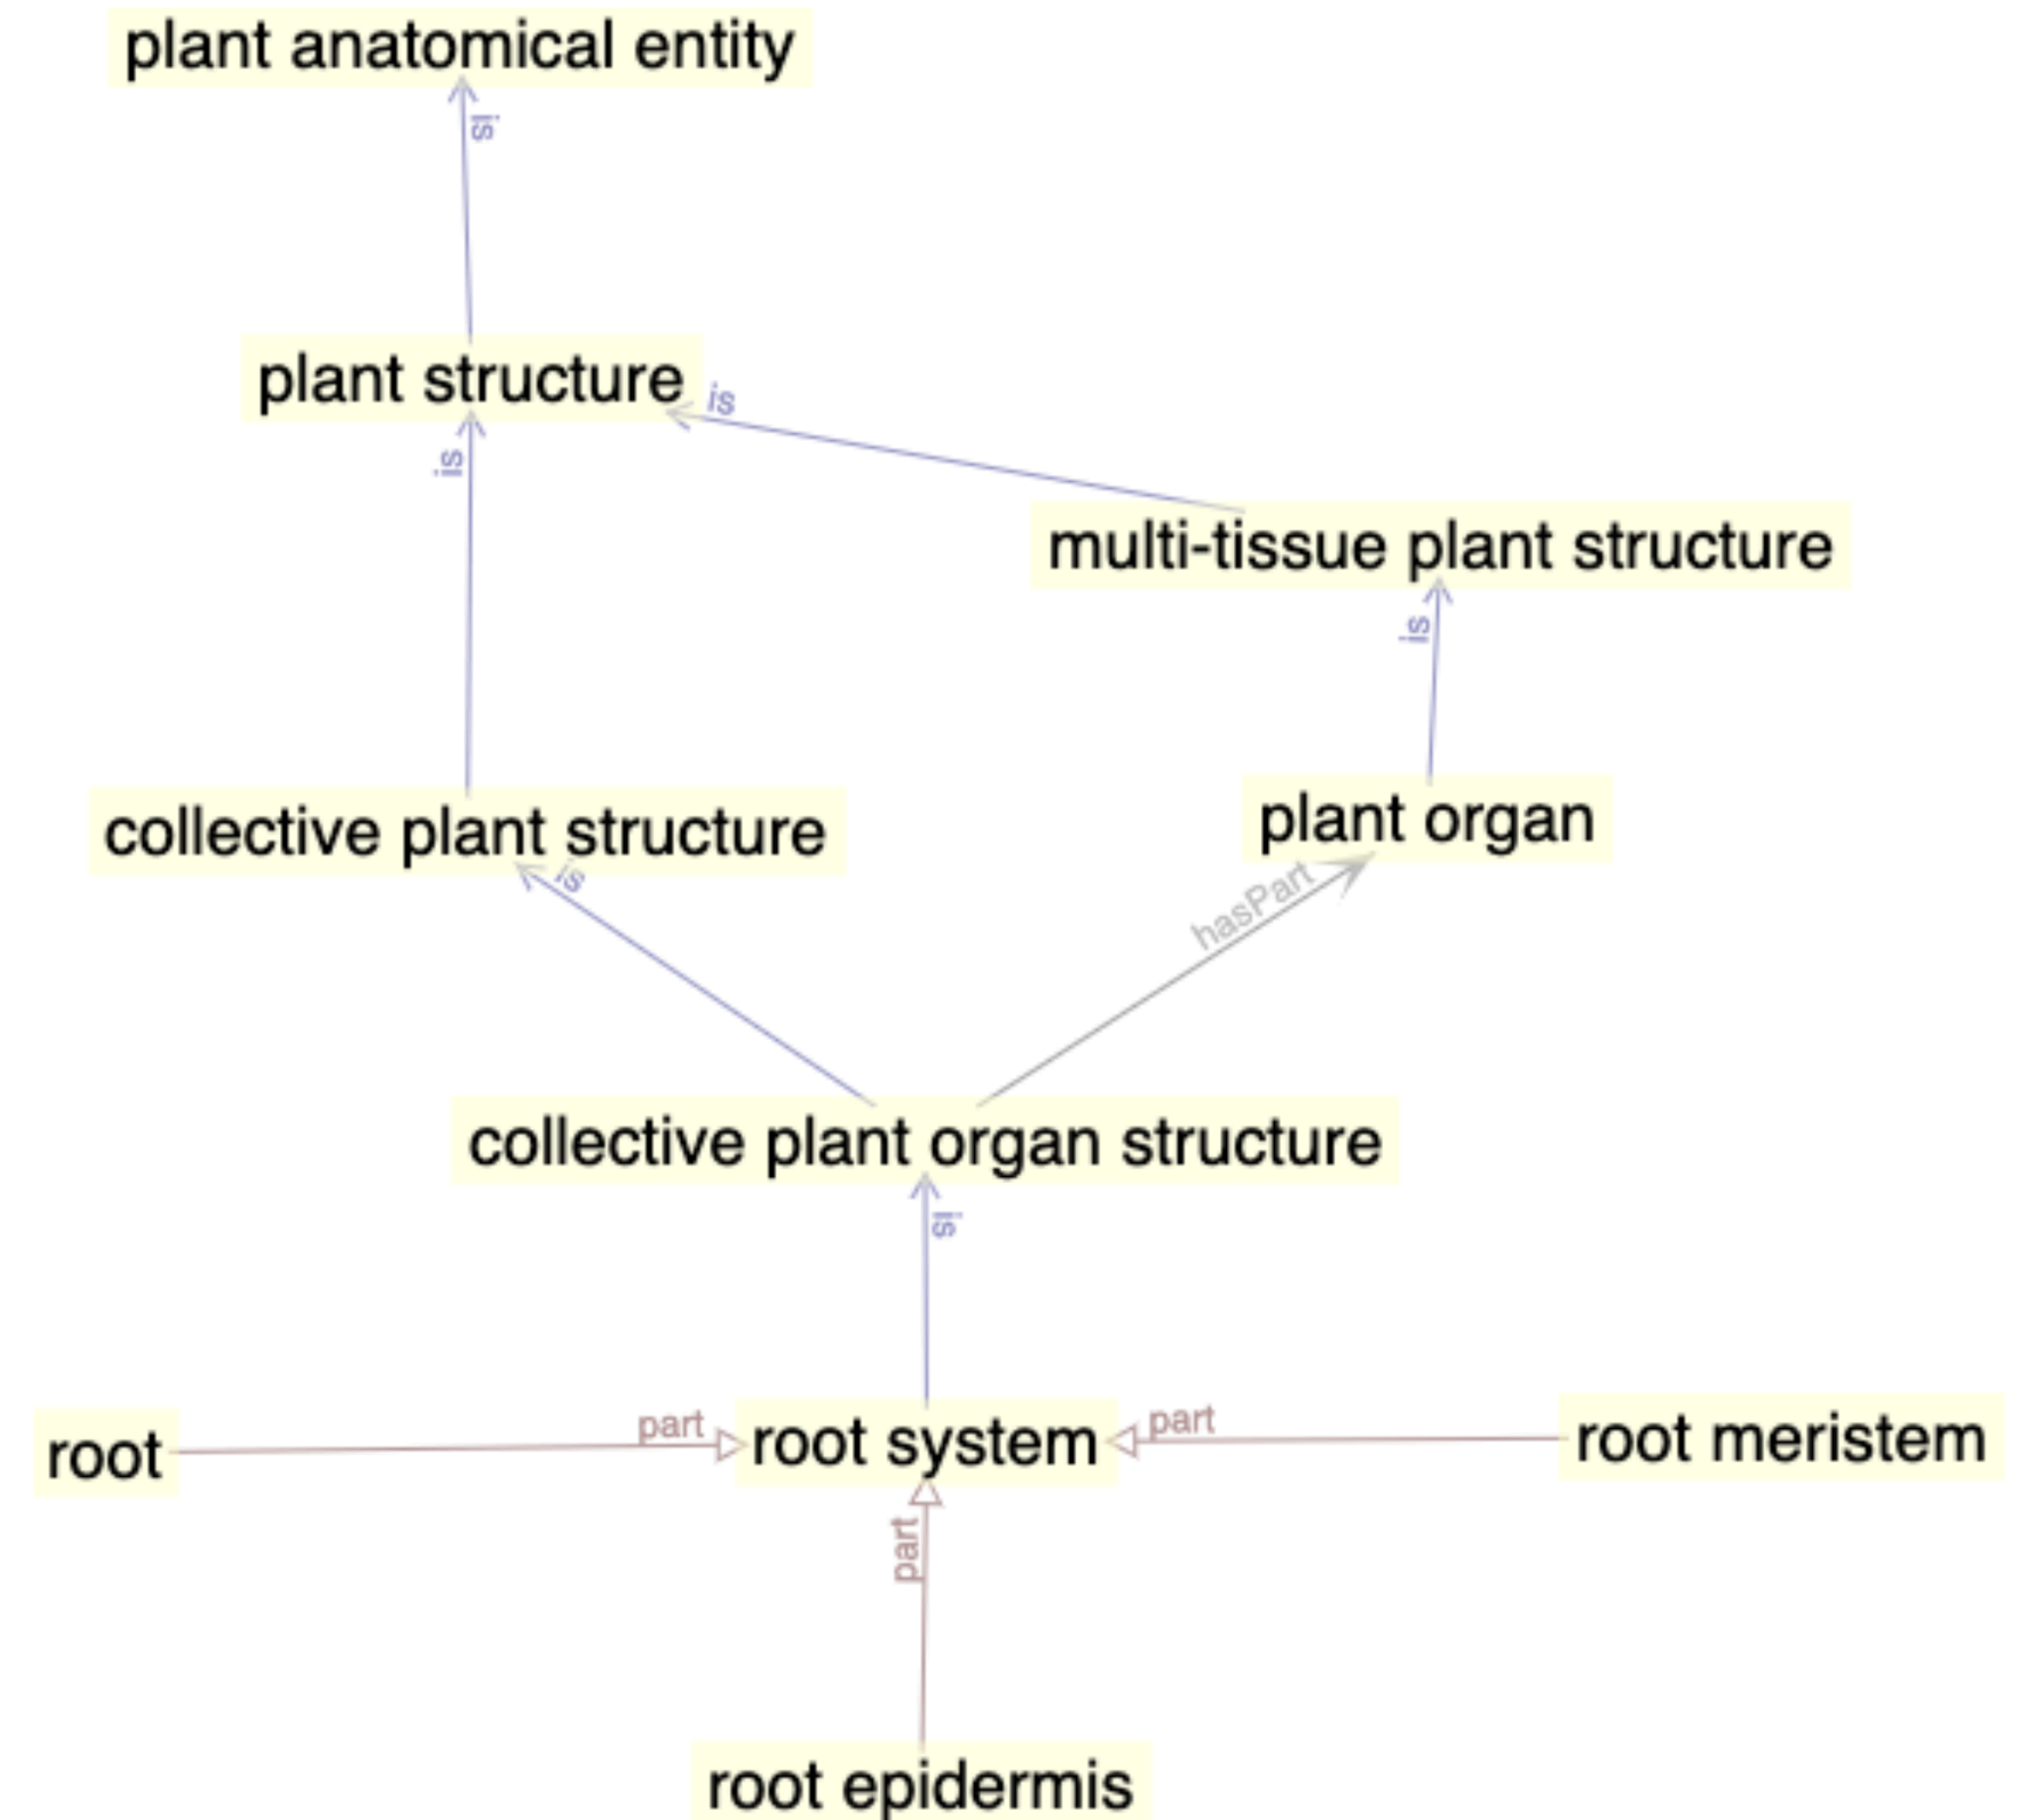 plant anatomical entity
is
plant structure
is
is
multi-tissue plant structure
is
collective plant structure
plant organ
is
hasPart
collective plant organ structure
is
root
part
root system
part
root meristem
part
root epidermis